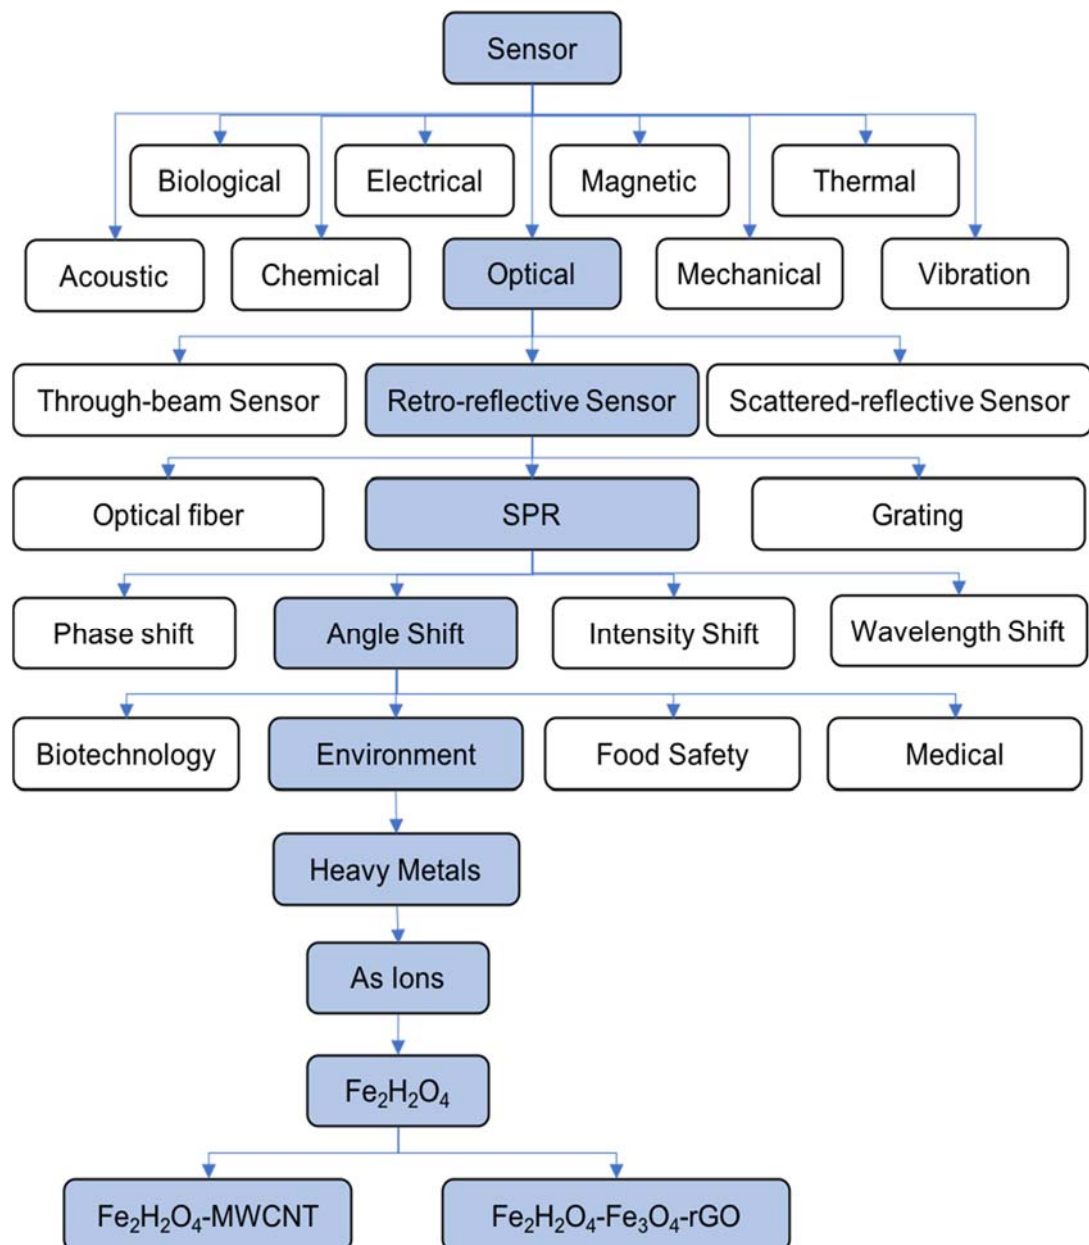 Sensor
Biological
Electrical
Magnetic
Thermal
Acoustic
Chemical
Optical
Mechanical
Vibration
Through-beam Sensor
Retro-reflective Sensor
Scattered-reflective Sensor
Optical fiber
SPR
Grating
Phase shift
Angle Shift
Intensity Shift
Wavelength Shift
Biotechnology
Environment
Food Safety
Medical
Heavy Metals
As Ions
Fe₂H₂O₄
Fe₂H₂O₄-MWCNT
Fe₂H₂O₄-Fe₃O₄-rGO